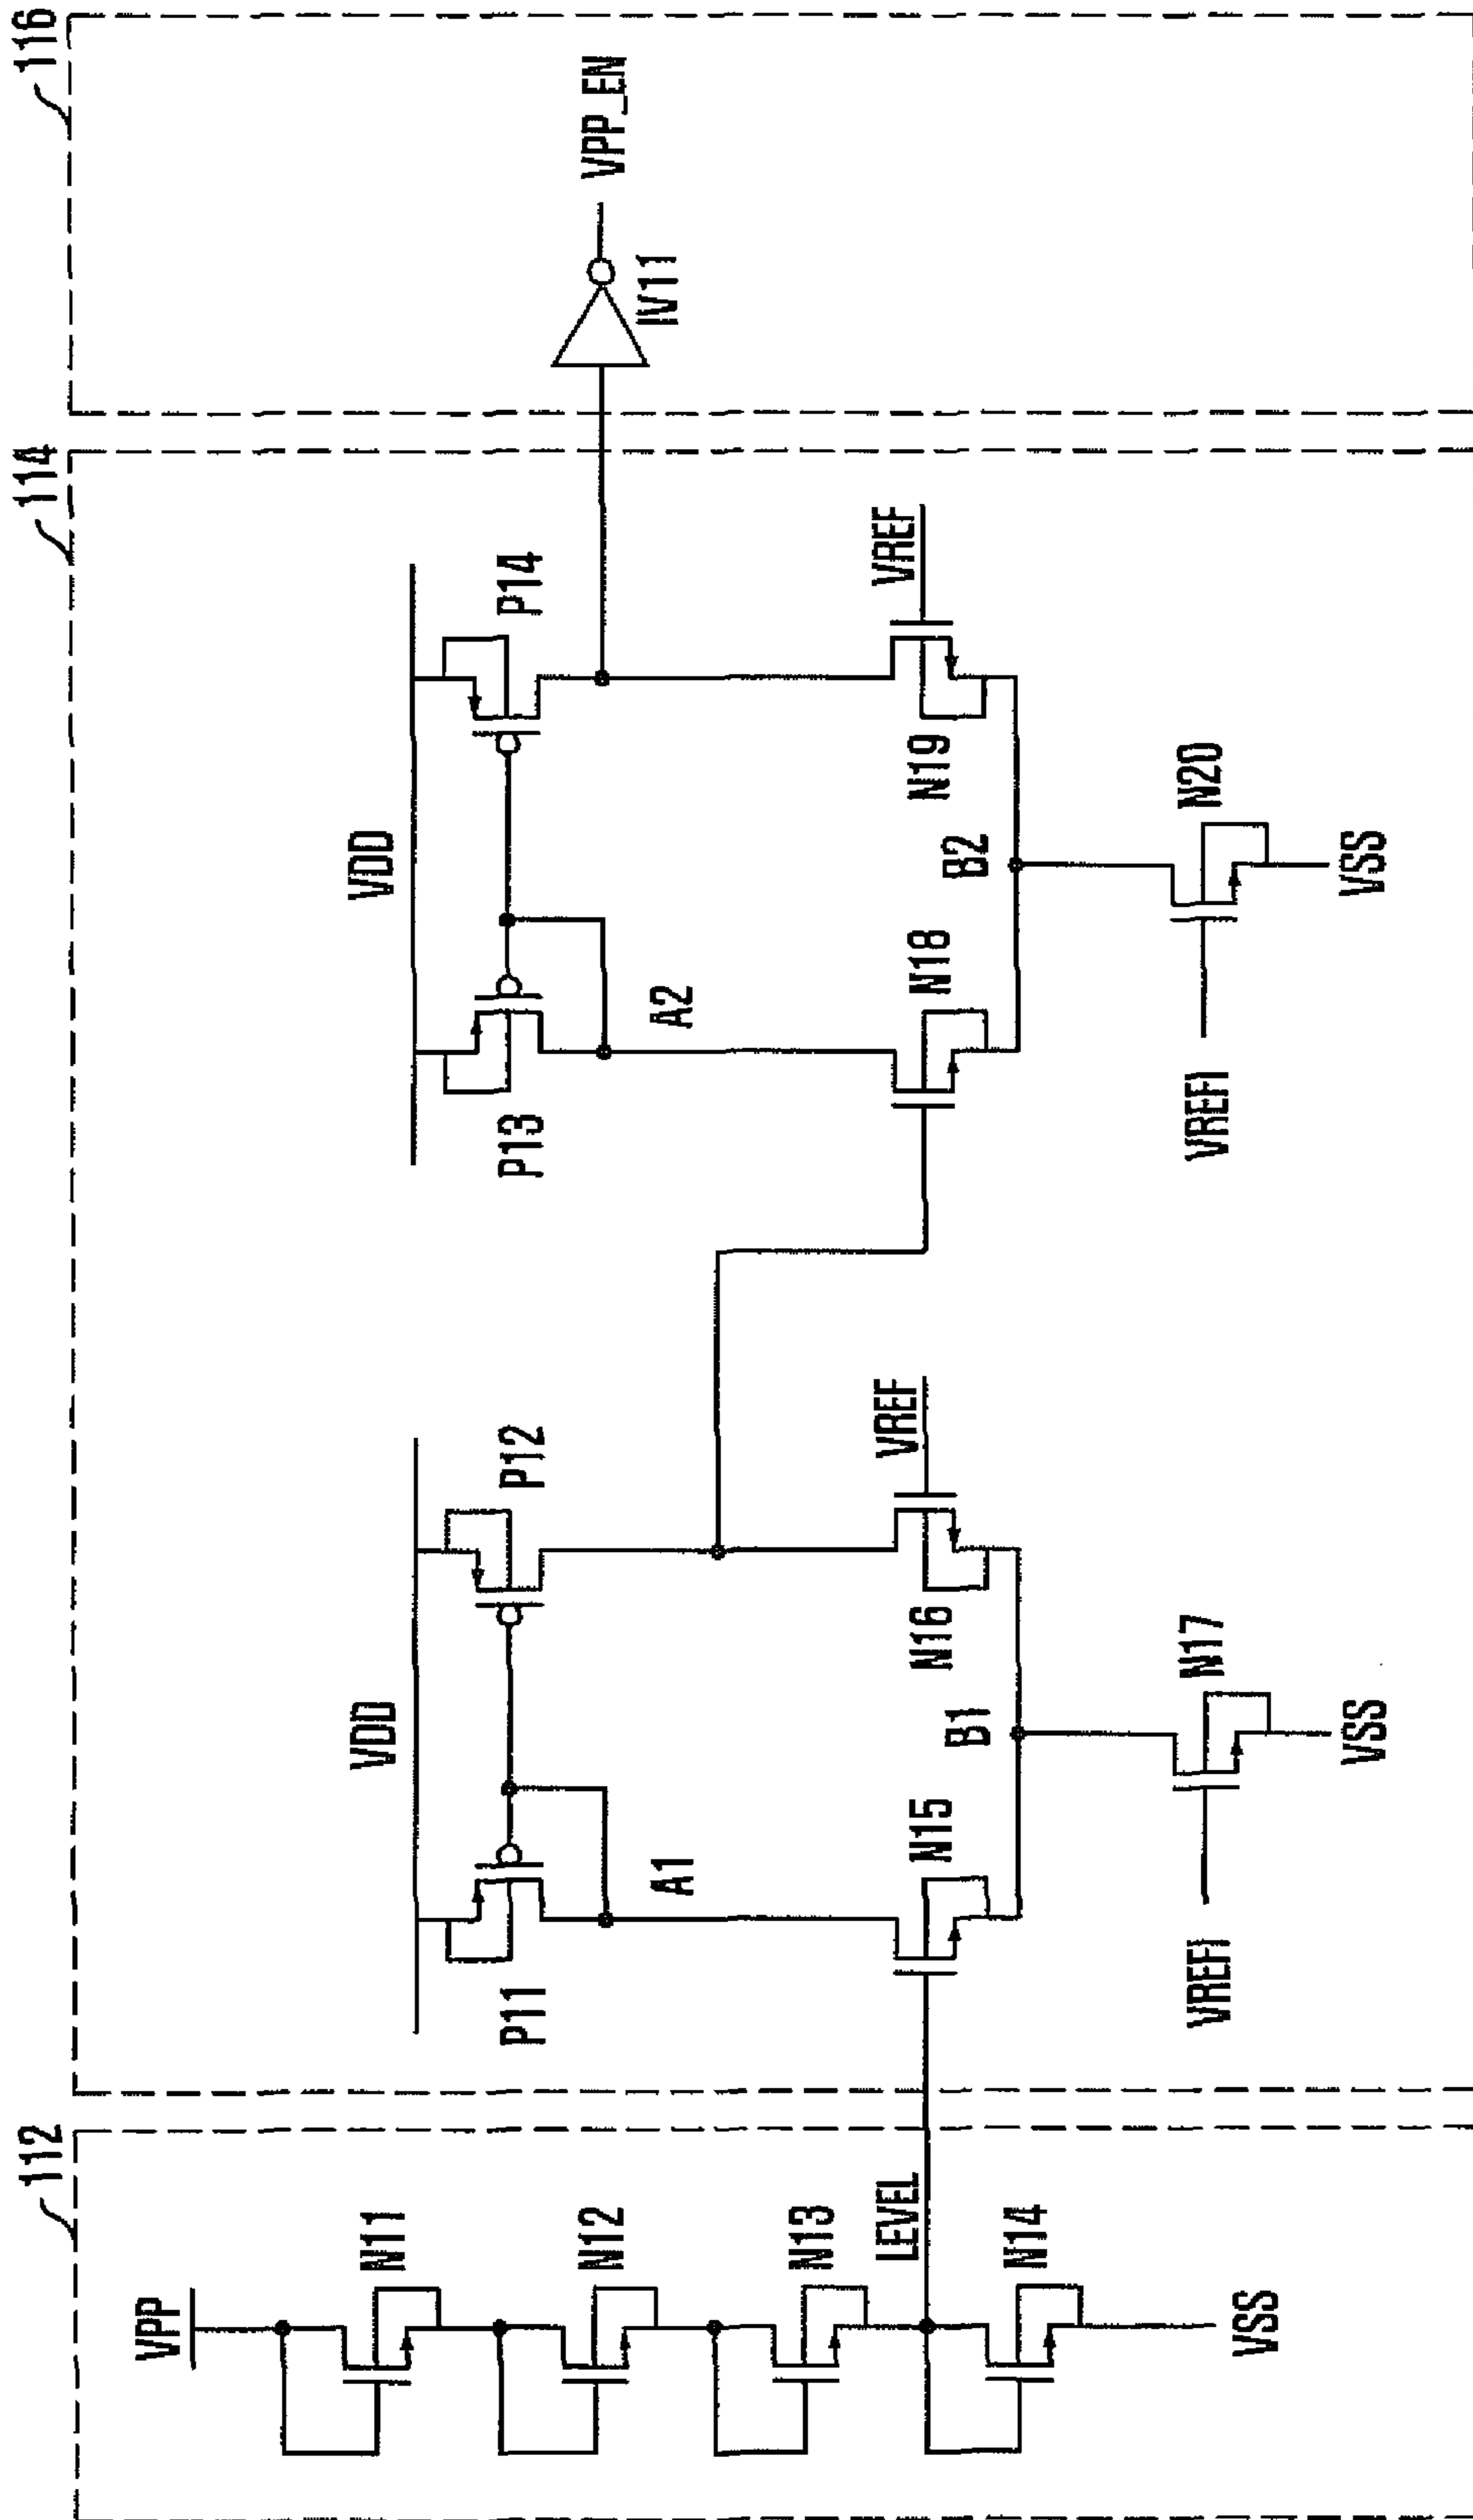 112
VPP
N11
N12
N13
LEVEL
N14
VSS
114
VDD
P11
P12
A1
N15
N16
VREF
B1
VREFI
N17
VSS
VDD
P13
P14
A2
N18
N19
VREF
B2
VREFI
N20
VSS
116
IV11
VPP_EN